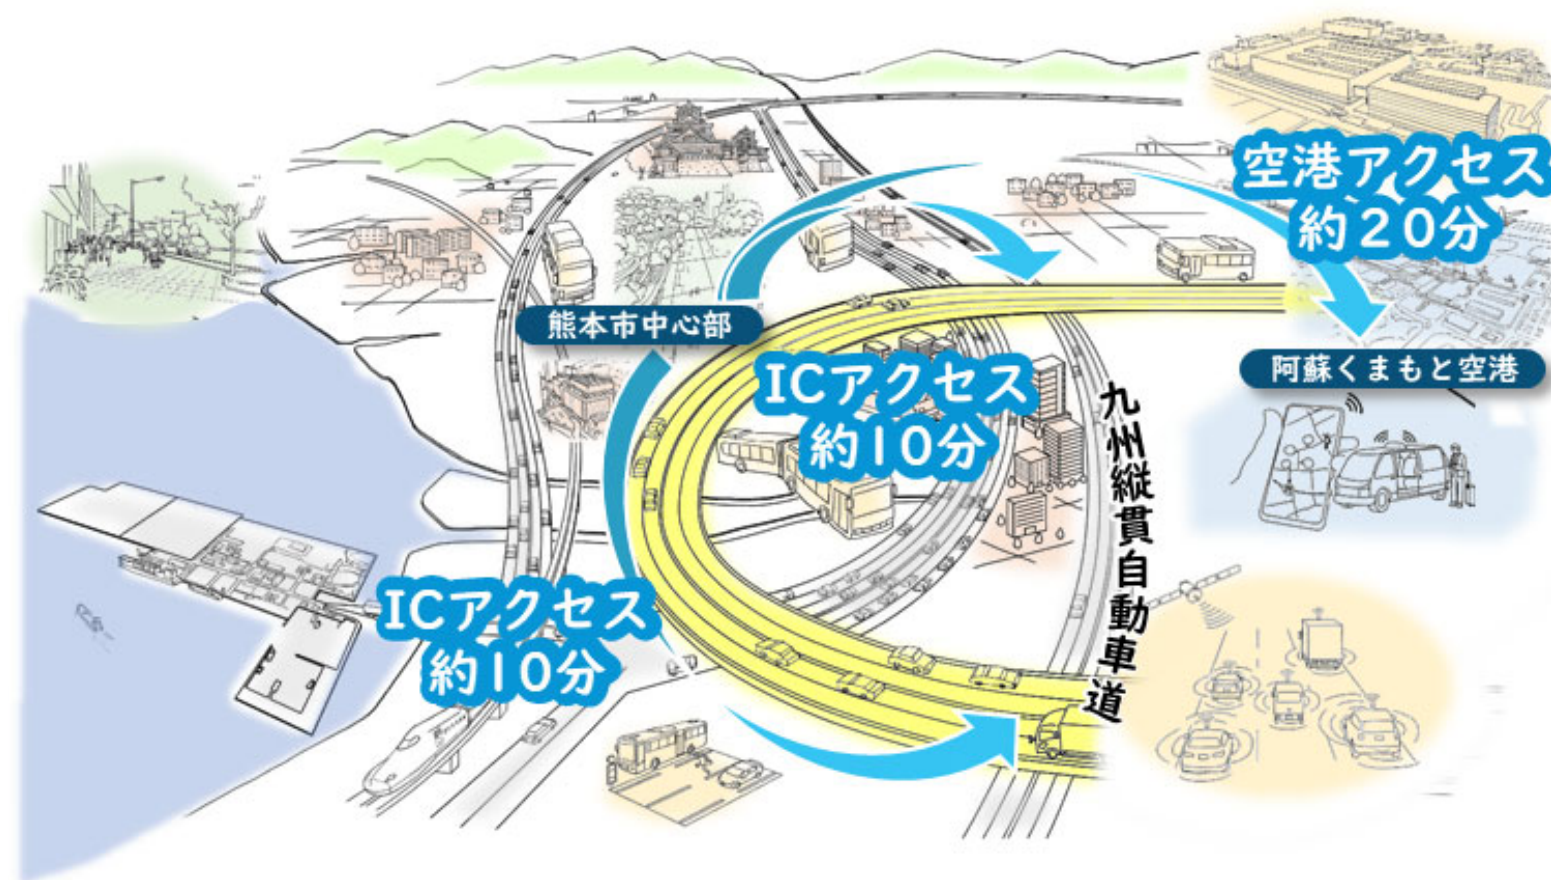 空港アクセス
約20分
熊本市中心部
ICアクセス
約10分
阿蘇くまもと空港
九州縦貫自動車道
ICアクセス
約10分